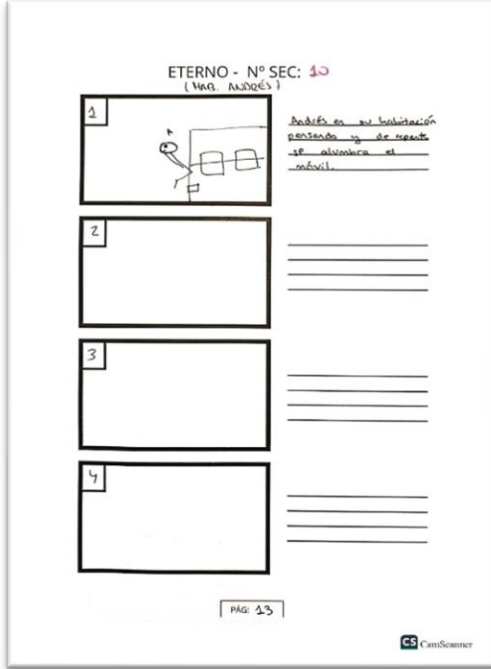 ETERNO - Nº SEC: 10
(HAB. ANDRÉS)
1
A
Andrés en su habitación
pensando y de repente
se alumbra el
móvil.
2
3
4
PÁG: 13
CS CamScanner